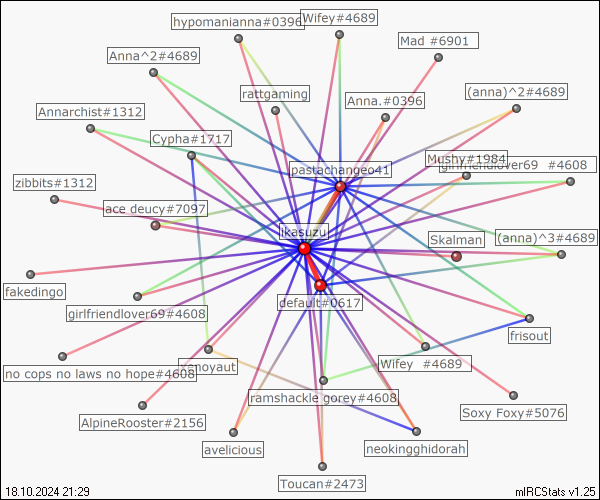 hypomanianna#0396
Wifey#4689
Mad #6901
Anna^2#4689
rattgaming
Anna.#0396
(anna)^2#4689
Annarchist#1312
Cypha#1717
Mushy#1984
girlfriendlover69 #4608
pastachangeo41
zibbits#1312
ace deucy#7097
ikasuzu
Skalman
(anna)^3#4689
fakedingo
default#0617
girlfriendlover69#4608
frisout
no cops no laws no hope#4608
Wifey #4689
ramshackle gorey#4608
Soxy Foxy#5076
AlpineRooster#2156
avelicious
neokingghidorah
Toucan#2473
18.10.2024 21:29
mIRCStats v1.25